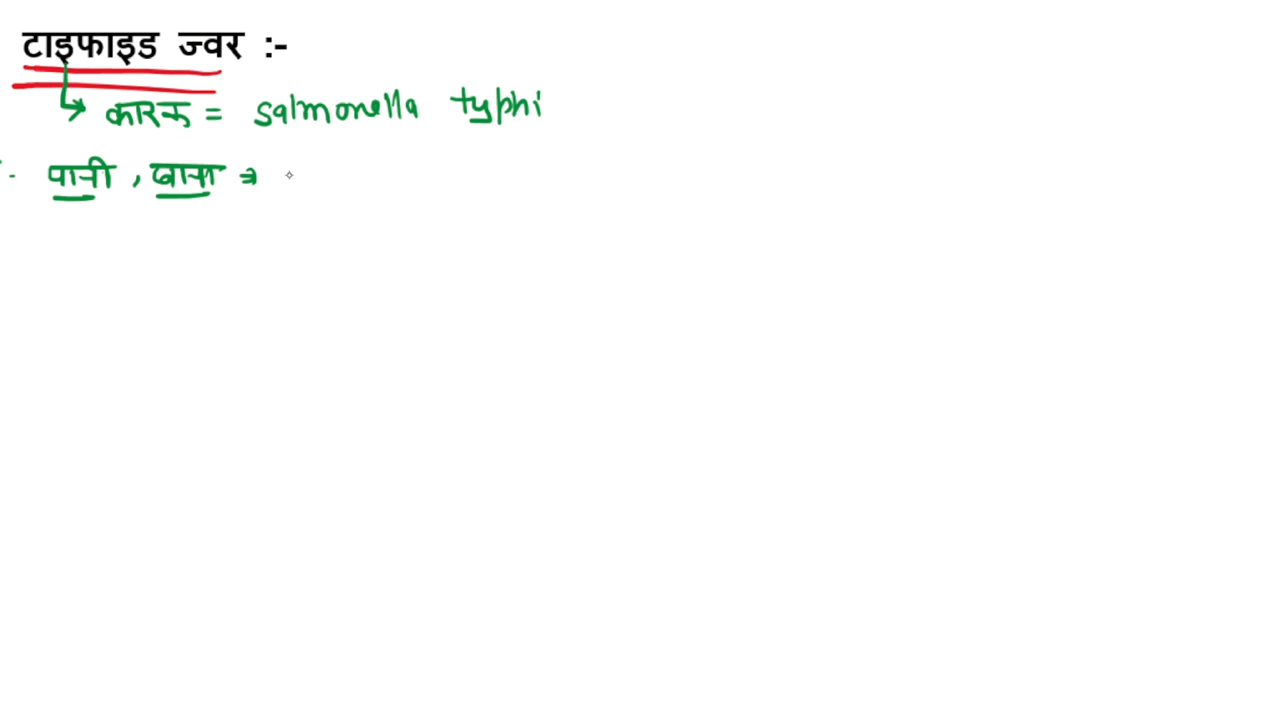 टाइफाइड ज्वर :-
कारक = salmonella typhi
पानी , खाना ⇒